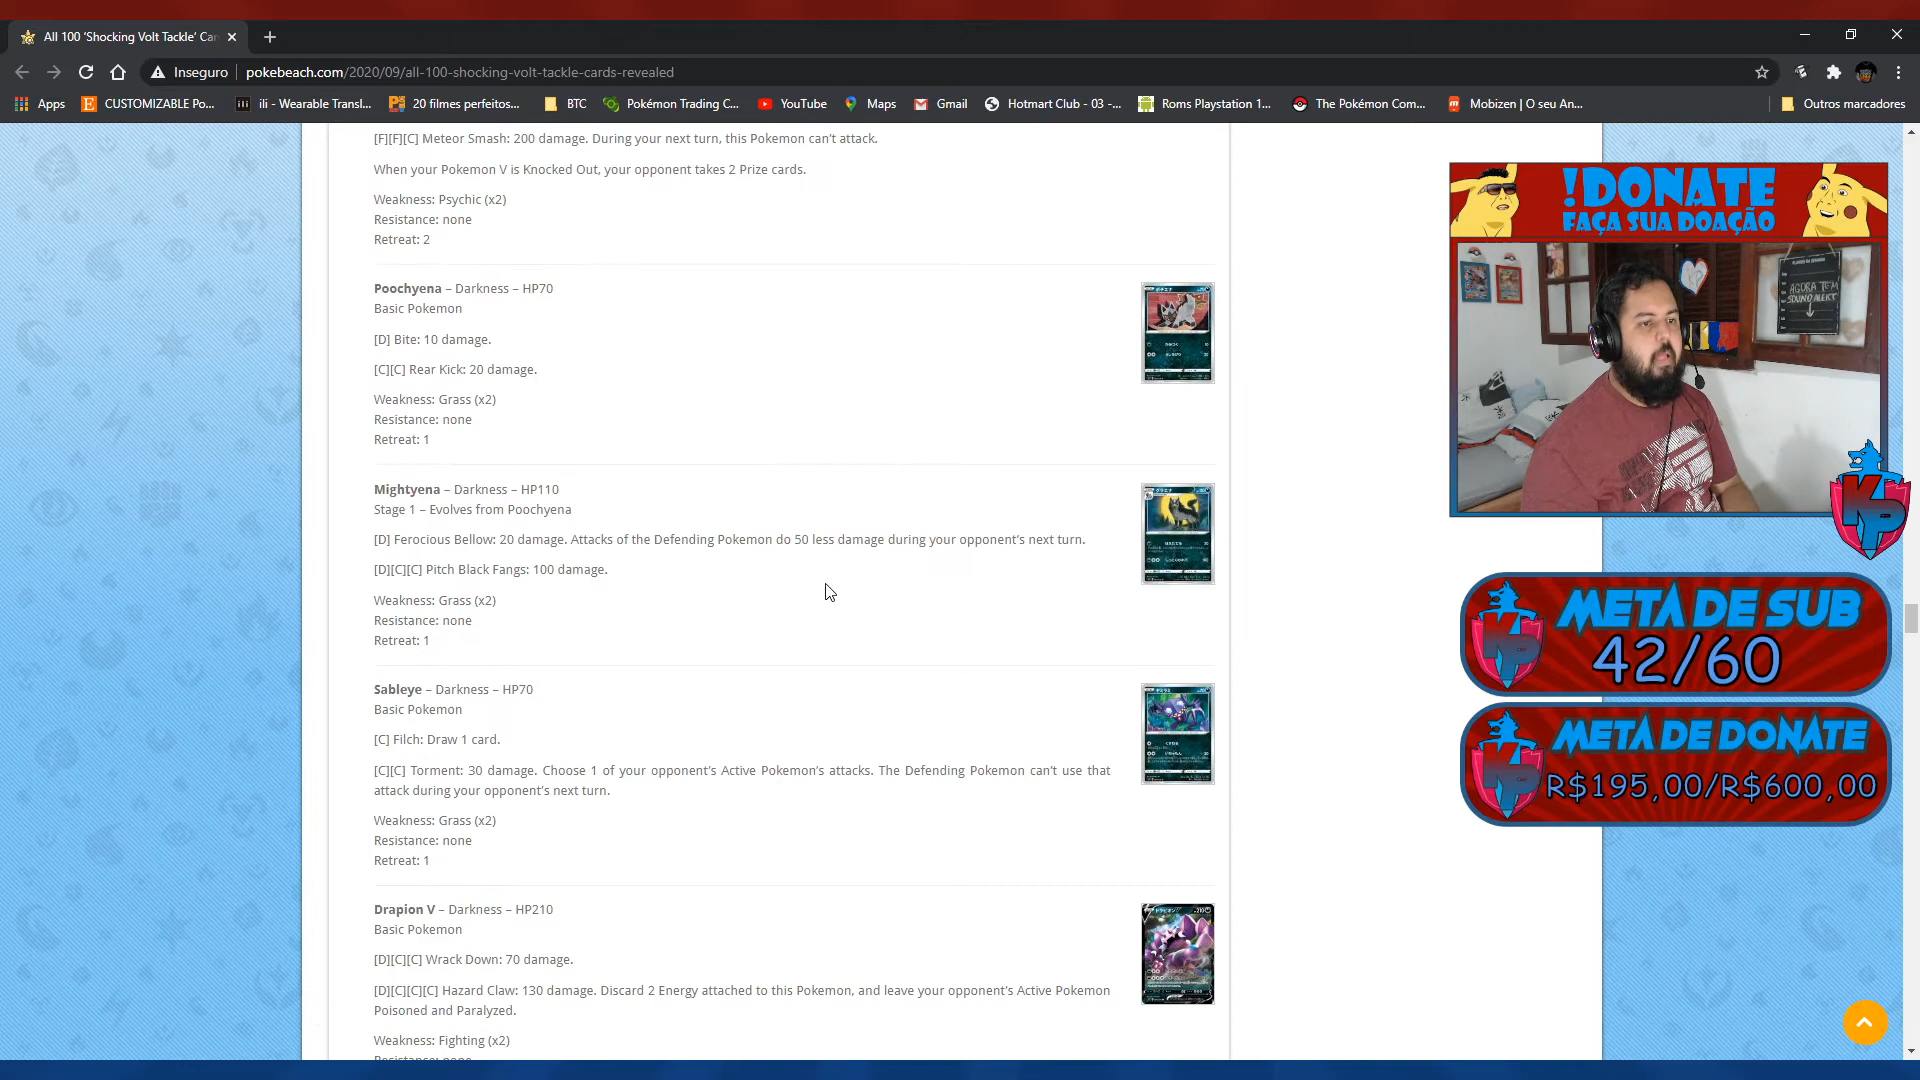 All 100 'Shocking Volt Tackle' Car
Inseguro
pokebeach.com/2020/09/all-100-shocking-volt-tackle-cards-revealed
Apps
CUSTOMIZABLE Po...
ili - Wearable Transl...
20 filmes perfeitos...
BTC
Pokémon Trading C...
YouTube
Maps
Gmail
Hotmart Club - 03 -...
Roms Playstation 1...
The Pokémon Com...
Mobizen | O seu An...
Outros marcadores
[F][F][C] Meteor Smash: 200 damage. During your next turn, this Pokemon can't attack.
When your Pokemon V is Knocked Out, your opponent takes 2 Prize cards.
Weakness: Psychic (x2)
Resistance: none
Retreat: 2
Poochyena – Darkness – HP70
Basic Pokemon
[D] Bite: 10 damage.
[C][C] Rear Kick: 20 damage.
Weakness: Grass (x2)
Resistance: none
Retreat: 1
Mightyena – Darkness – HP110
Stage 1 – Evolves from Poochyena
[D] Ferocious Bellow: 20 damage. Attacks of the Defending Pokemon do 50 less damage during your opponent's next turn.
[D][C][C] Pitch Black Fangs: 100 damage.
Weakness: Grass (x2)
Resistance: none
Retreat: 1
Sableye – Darkness – HP70
Basic Pokemon
[C] Filch: Draw 1 card.
[C][C] Torment: 30 damage. Choose 1 of your opponent's Active Pokemon's attacks. The Defending Pokemon can't use that
attack during your opponent's next turn.
Weakness: Grass (x2)
Resistance: none
Retreat: 1
Drapion V – Darkness – HP210
Basic Pokemon
[D][C][C] Wrack Down: 70 damage.
[D][C][C][C] Hazard Claw: 130 damage. Discard 2 Energy attached to this Pokemon, and leave your opponent's Active Pokemon
Poisoned and Paralyzed.
Weakness: Fighting (x2)
Resistance: none
!DONATE
FAÇA SUA DOAÇÃO
AGORA TEM
SOUND ALERT
KP
META DE SUB
42/60
META DE DONATE
R$195,00/R$600,00